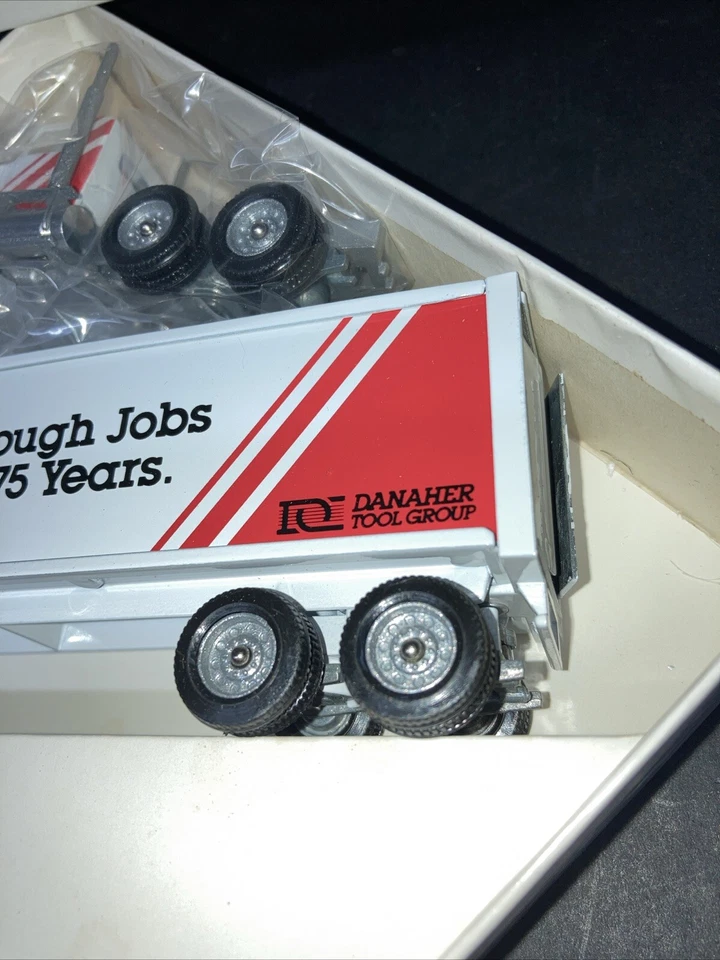 ough Jobs
75 Years.
DANAHER
TOOL GROUP